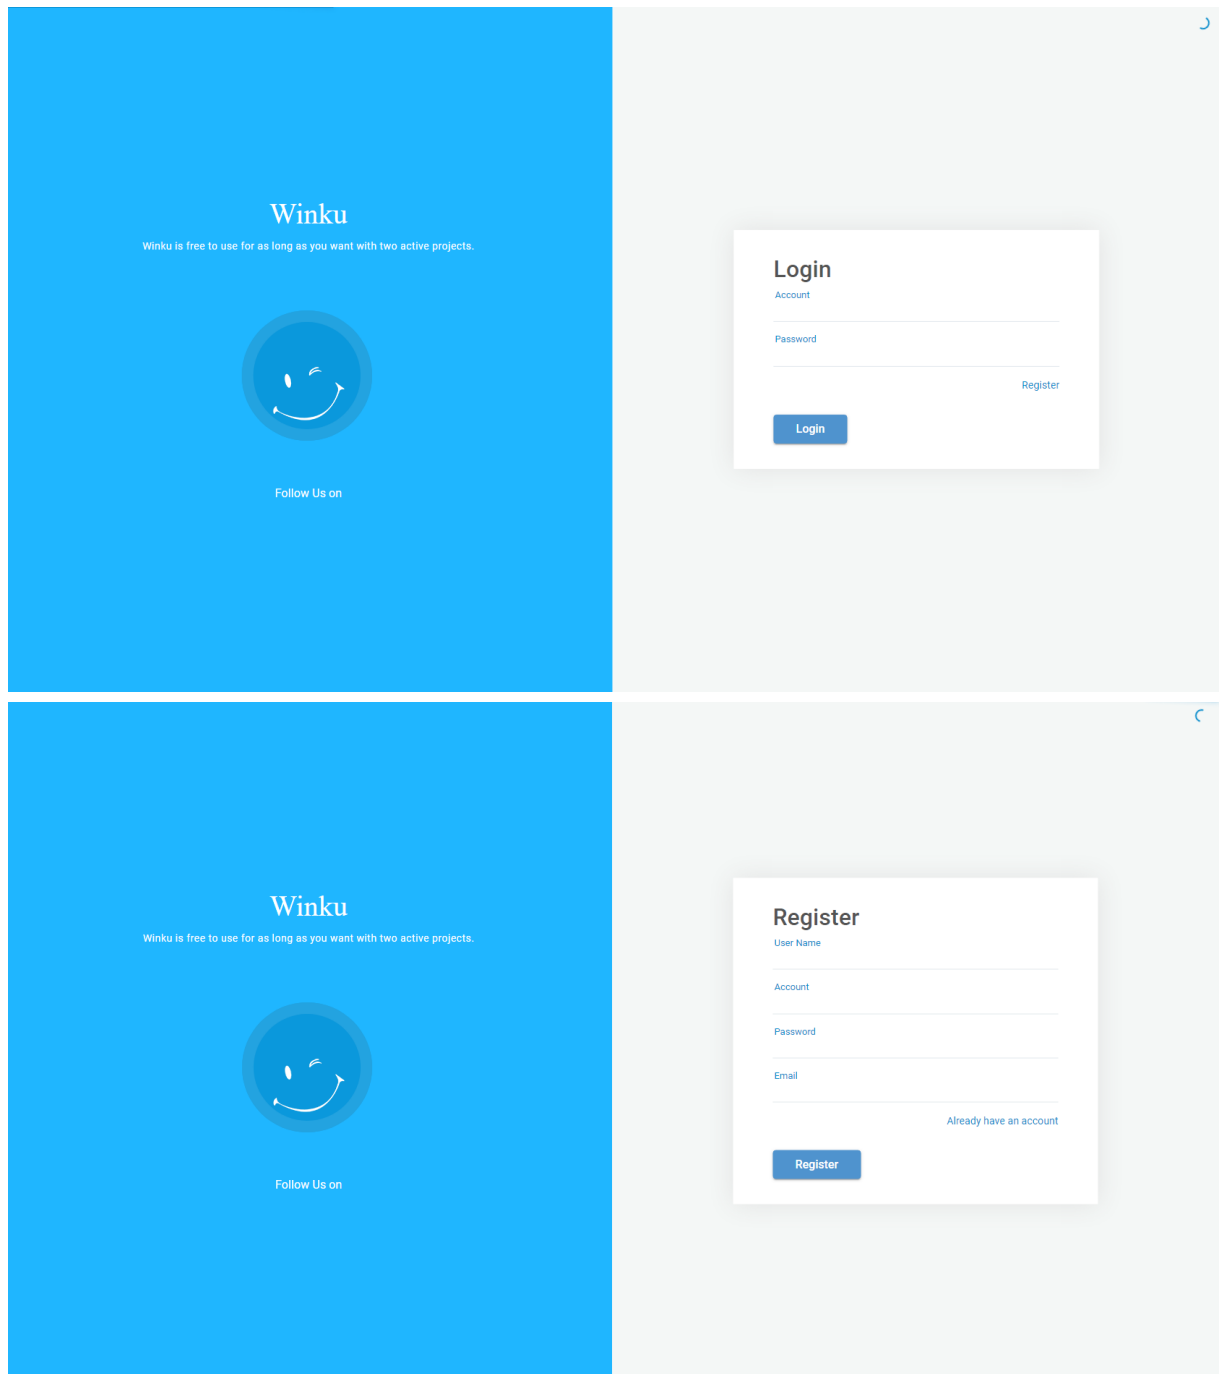 Winku
Winku is free to use for as long as you want with two active projects.
Follow Us on
Login
Account
Password
Register
Login
Winku
Winku is free to use for as long as you want with two active projects.
Follow Us on
Register
User Name
Account
Password
Email
Already have an account
Register